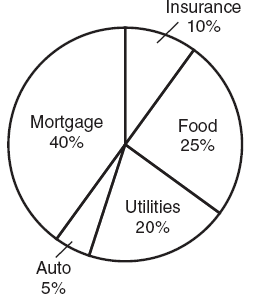 Insurance
10%
Food
25%
Utilities
20%
Auto
5%
Mortgage
40%